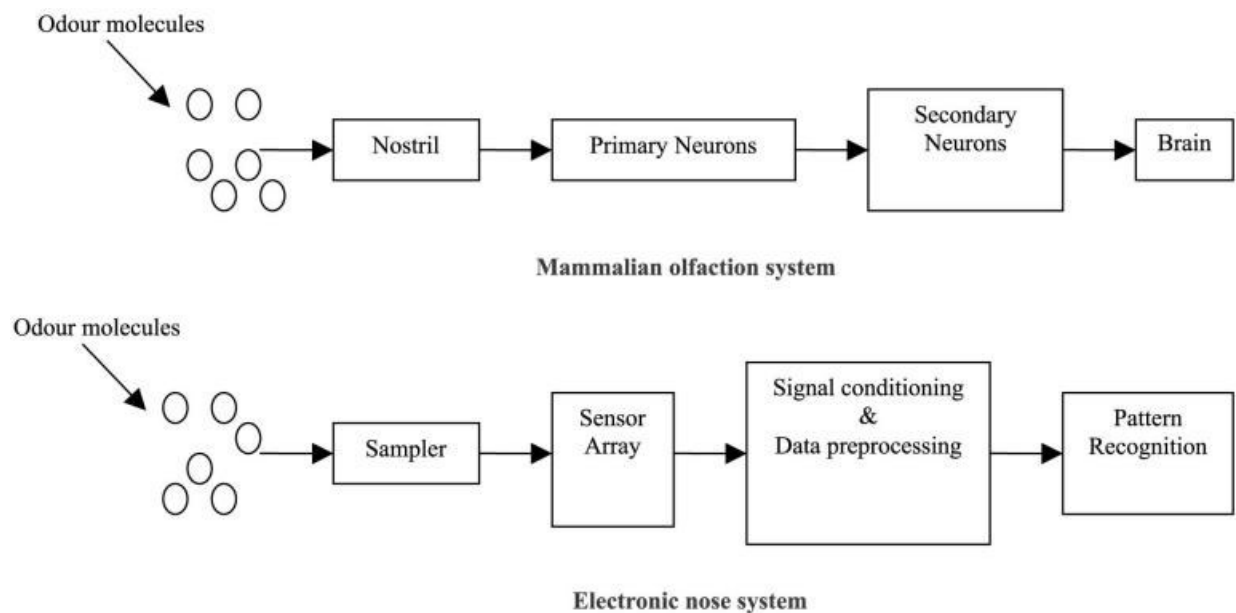 Odour molecules
Nostril
Primary Neurons
Secondary
Neurons
Brain
Mammalian olfaction system
Odour molecules
Sampler
Sensor
Array
Signal conditioning
&
Data preprocessing
Pattern
Recognition
Electronic nose system